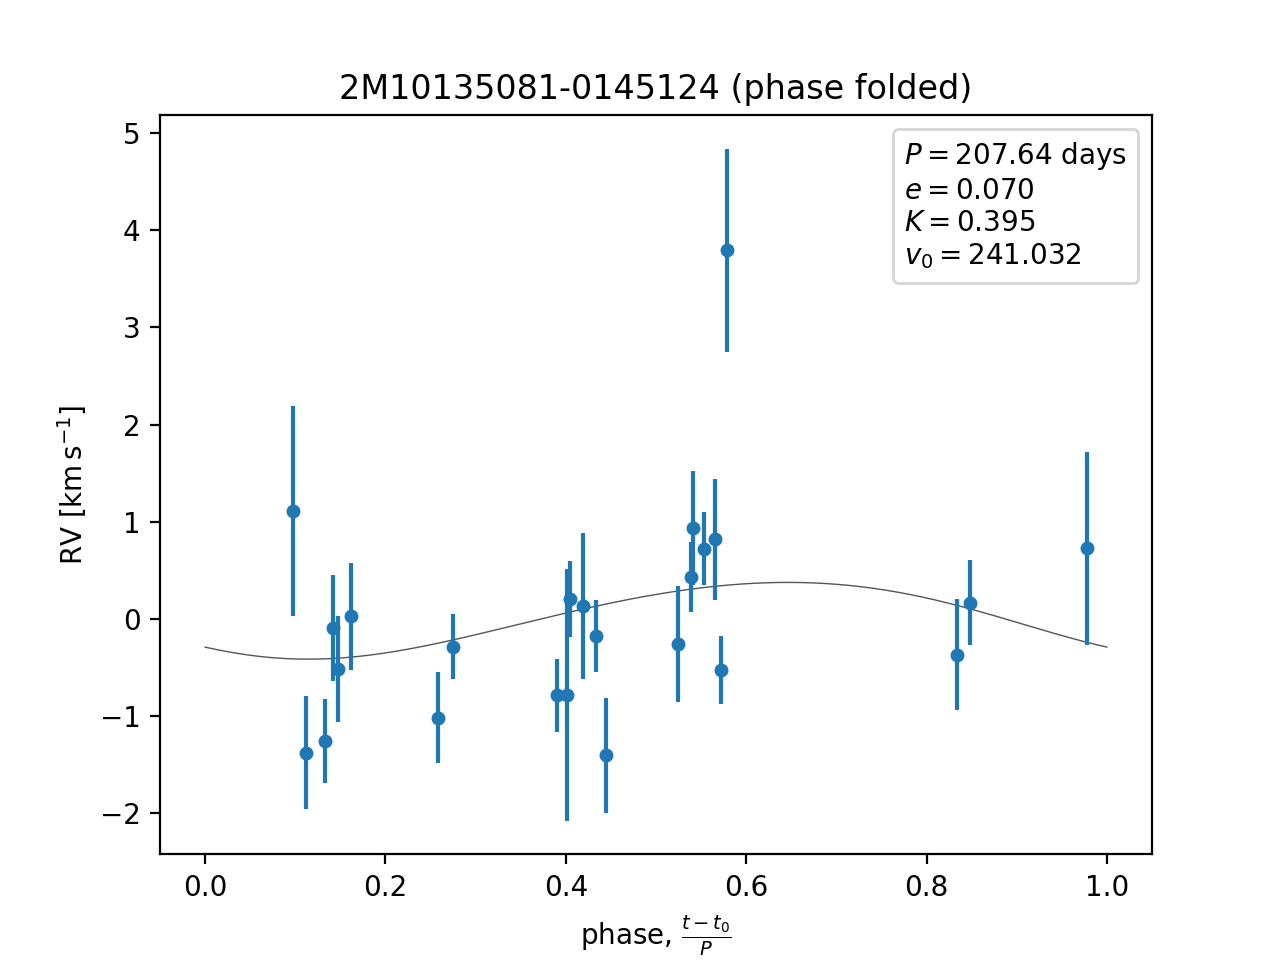 2M10135081-0145124 (phase folded)
P = 207.64 days
e = 0.070
K = 0.395
v₀ = 241.032
5
4
3
2
1
0
−1
−2
RV [km s⁻¹]
0.0 0.2 0.4 0.6 0.8 1.0
phase, (t − t₀)/P